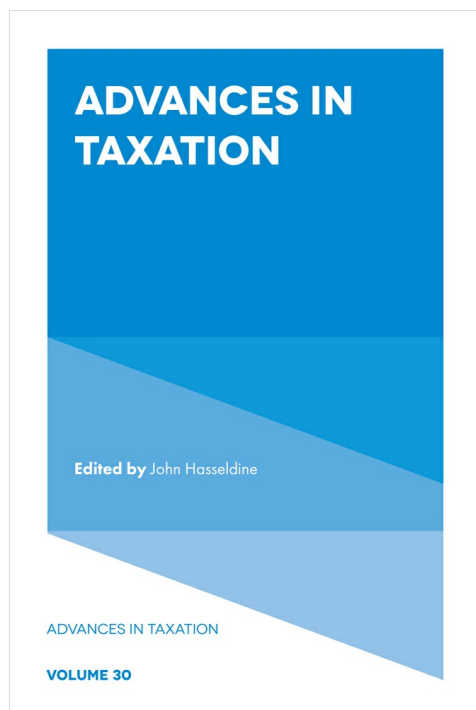 ADVANCES IN
TAXATION
Edited by John Hasseldine
ADVANCES IN TAXATION
VOLUME 30